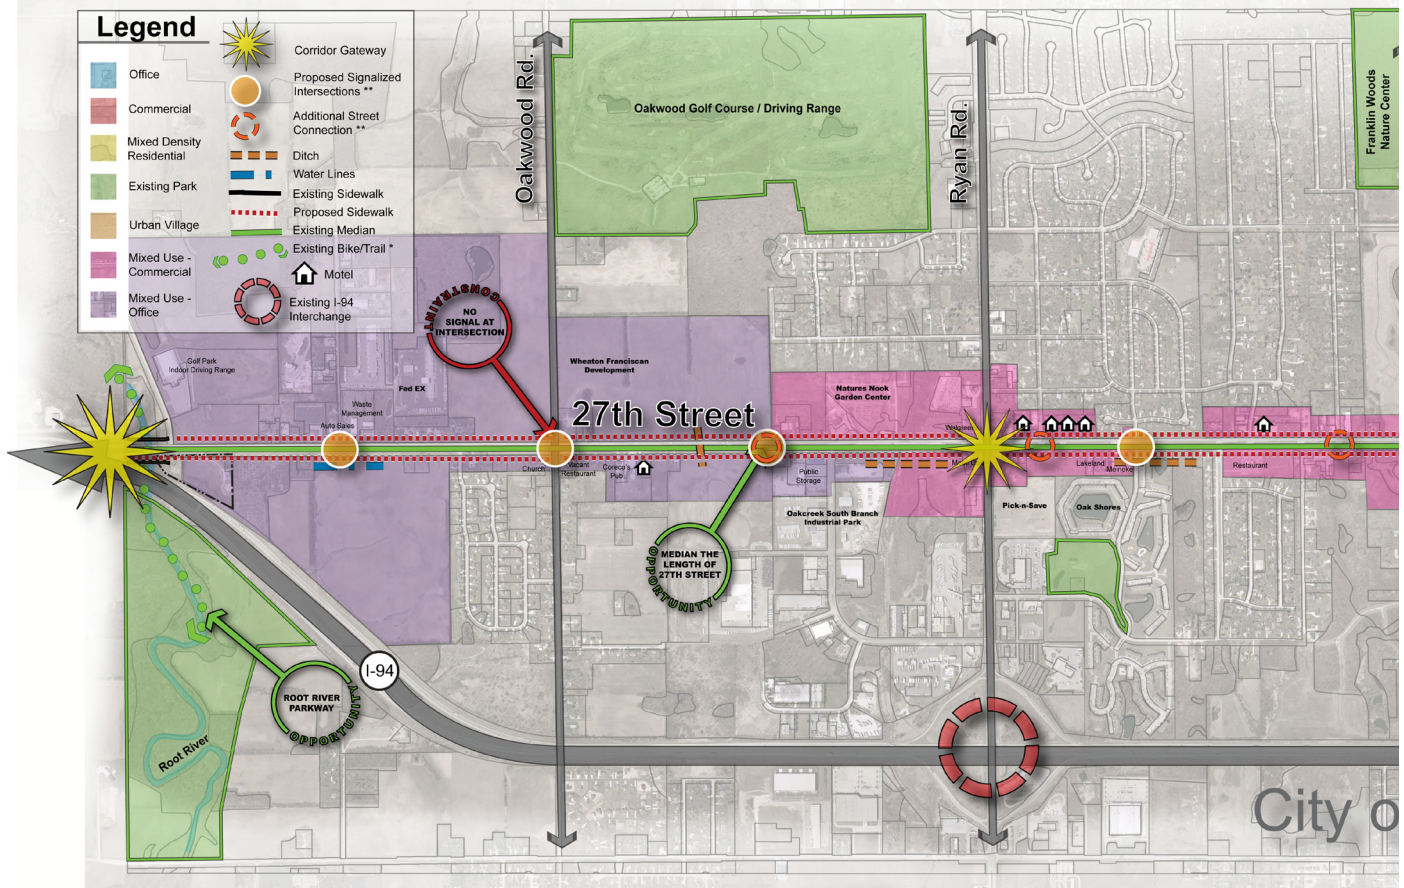 Legend
Corridor Gateway
Office
Proposed Signalized
Intersections **
Commercial
Additional Street
Connection **
Mixed Density
Residential
Ditch
Water Lines
Existing Park
Existing Sidewalk
Proposed Sidewalk
Urban Village
Existing Median
Existing Bike/Trail *
Mixed Use -
Commercial
Motel
Mixed Use -
Office
Existing I-94
Interchange
Oakwood Rd.
Oakwood Golf Course / Driving Range
Ryan Rd.
Franklin Woods
Nature Center
CONSTRAINT
NO
SIGNAL AT
INTERSECTION
Golf Park
Indoor Driving Range
Fed EX
Waste
Management
Auto Sales
Wheaton Franciscan
Development
27th Street
Natures Nook
Garden Center
Church
Vacant
Restaurant
Coreco's
Pub
Public
Storage
Oakcreek South Branch
Industrial Park
Lakeland
Meineke
Restaurant
Pick-n-Save
Oak Shores
MEDIAN THE
LENGTH OF
27TH STREET
OPPORTUNITY
I-94
ROOT RIVER
PARKWAY
OPPORTUNITY
Root River
City o